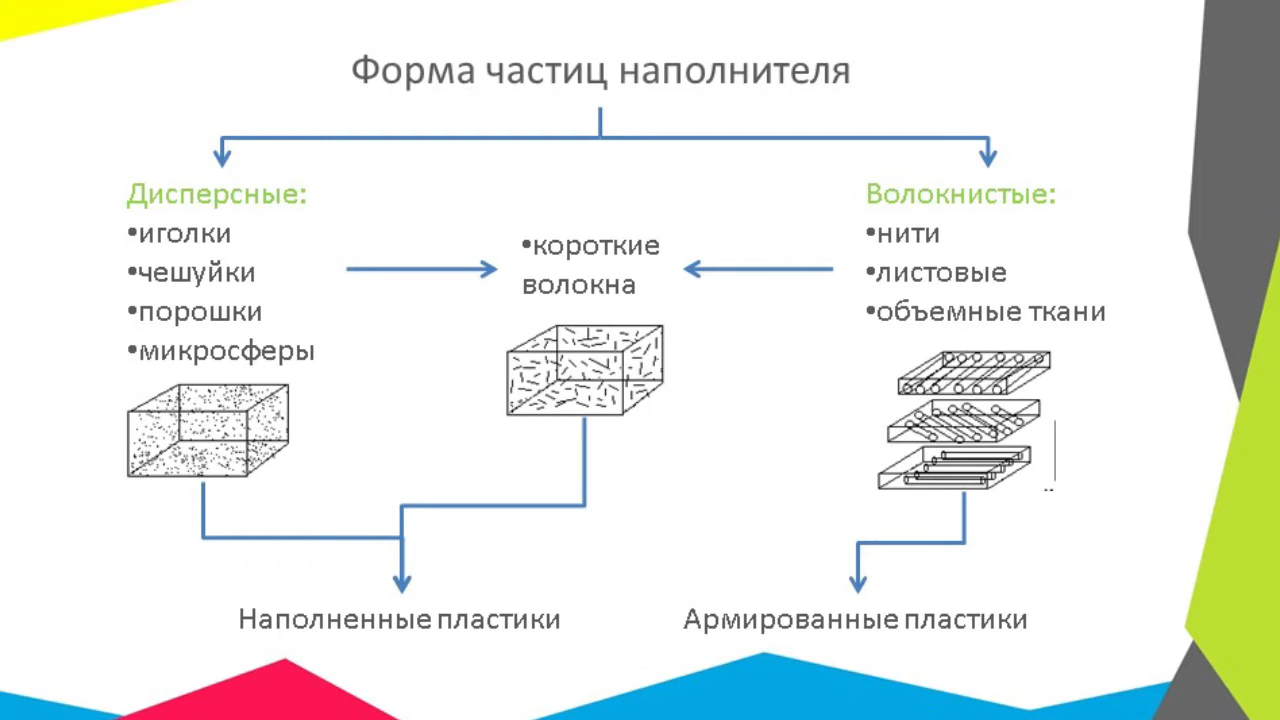 Форма частиц наполнителя
Дисперсные:
•иголки
•чешуйки
•порошки
•микросферы
•короткие
волокна
Волокнистые:
•нити
•листовые
•объемные ткани
Наполненные пластики
Армированные пластики